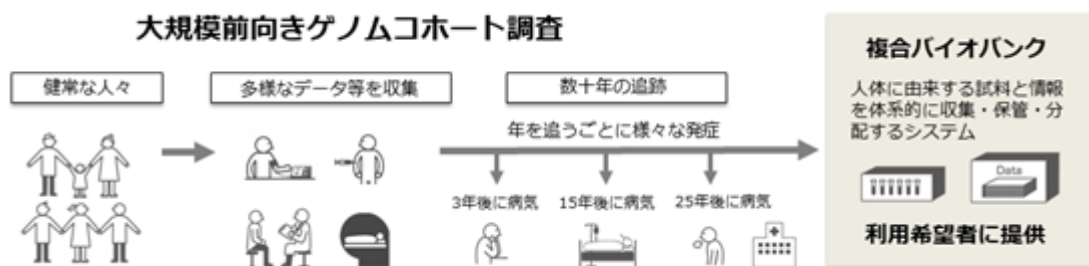 大規模前向きゲノムコホート調査
健常な人々
多様なデータ等を収集
数十年の追跡
年を追うごとに様々な発症
3年後に病気
15年後に病気
25年後に病気
複合バイオバンク
人体に由来する試料と情報
を体系的に収集・保管・分
配するシステム
Data
利用希望者に提供